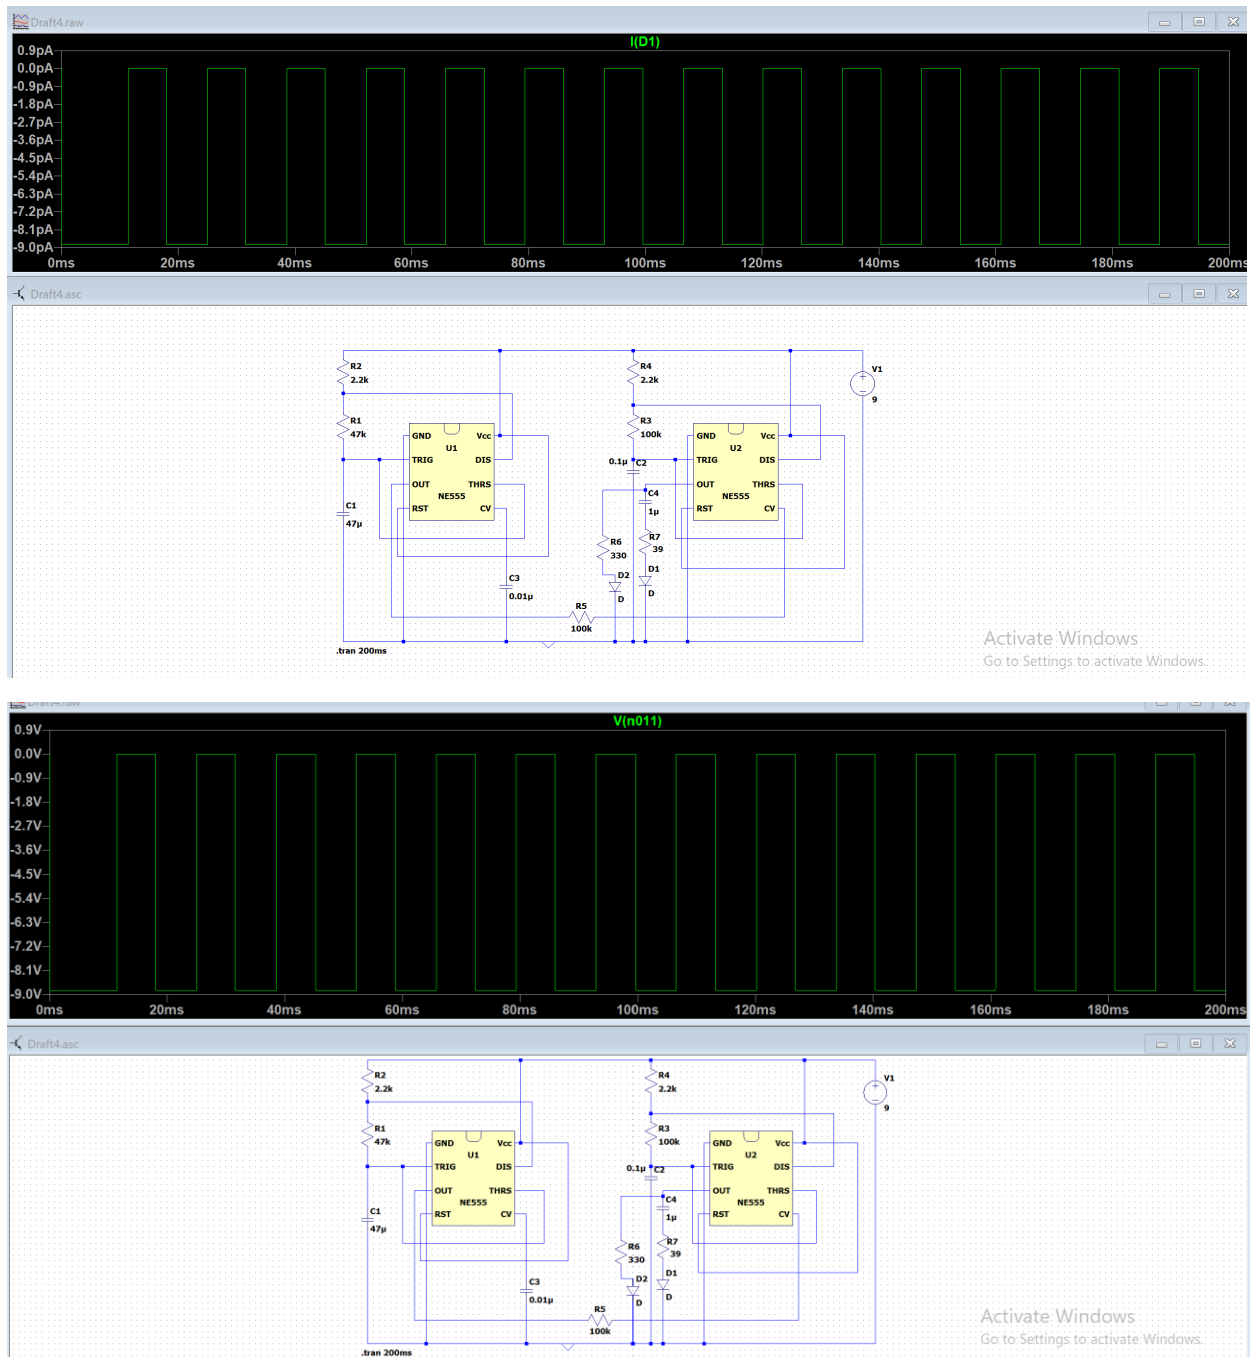 Draft4.raw
I(D1)
0.9pA
0.0pA
-0.9pA
-1.8pA
-2.7pA
-3.6pA
-4.5pA
-5.4pA
-6.3pA
-7.2pA
-8.1pA
-9.0pA
0ms 20ms 40ms 60ms 80ms 100ms 120ms 140ms 160ms 180ms 200ms
Draft4.asc
R2 R4 V1
2.2k 2.2k
9
R1 R3
47k 100k
GND Vcc GND Vcc
U1 U2
TRIG DIS 0.1µ C2 TRIG DIS
OUT THRS OUT THRS
NE555 C4 NE555
C1 RST CV 1µ RST CV
47µ
R6 R7
330 39
C3 D2 D1
0.01µ D D
R5
100k
.tran 200ms
Activate Windows
Go to Settings to activate Windows.
Draft4.raw
V(n011)
0.9V
0.0V
-0.9V
-1.8V
-2.7V
-3.6V
-4.5V
-5.4V
-6.3V
-7.2V
-8.1V
-9.0V
0ms 20ms 40ms 60ms 80ms 100ms 120ms 140ms 160ms 180ms 200ms
Draft4.asc
R2 R4 V1
2.2k 2.2k
9
R1 R3
47k 100k
GND Vcc GND Vcc
U1 U2
TRIG DIS 0.1µ C2 TRIG DIS
OUT THRS OUT THRS
NE555 C4 NE555
C1 RST CV 1µ RST CV
47µ
R6 R7
330 39
C3 D2 D1
0.01µ D D
R5
100k
.tran 200ms
Activate Windows
Go to Settings to activate Windows.